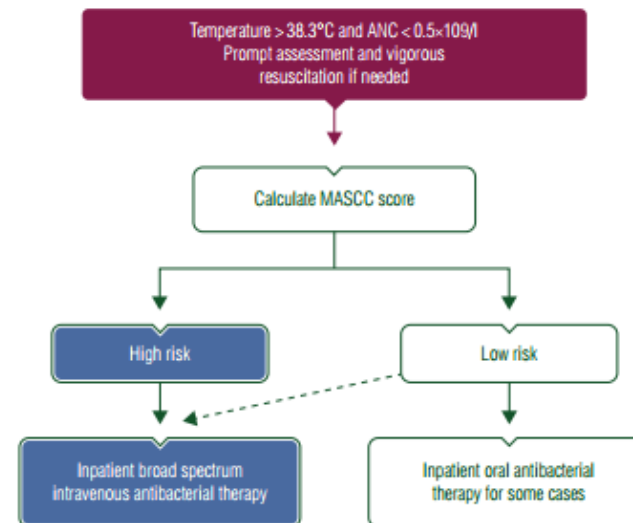 Temperature > 38.3°C and ANC < 0.5×109/l
Prompt assessment and vigorous
resuscitation if needed
Calculate MASCC score
High risk
Low risk
Inpatient broad spectrum
intravenous antibacterial therapy
Inpatient oral antibacterial
therapy for some cases